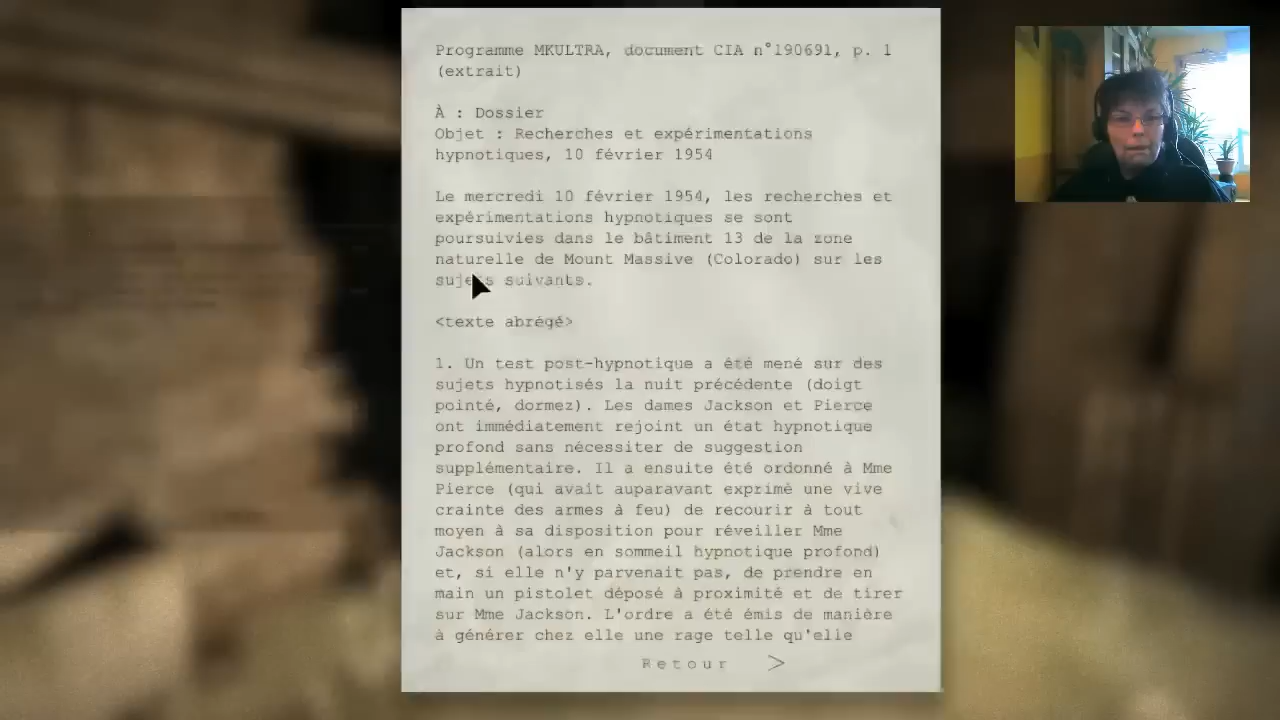 Programme MKULTRA, document CIA n°190691, p. 1
(extrait)
À : Dossier
Objet : Recherches et expérimentations
hypnotiques, 10 février 1954
Le mercredi 10 février 1954, les recherches et
expérimentations hypnotiques se sont
poursuivies dans le bâtiment 13 de la zone
naturelle de Mount Massive (Colorado) sur les
sujets suivants.
<texte abrégé>
1. Un test post-hypnotique a été mené sur des
sujets hypnotisés la nuit précédente (doigt
pointé, dormez). Les dames Jackson et Pierce
ont immédiatement rejoint un état hypnotique
profond sans nécessiter de suggestion
supplémentaire. Il a ensuite été ordonné à Mme
Pierce (qui avait auparavant exprimé une vive
crainte des armes à feu) de recourir à tout
moyen à sa disposition pour réveiller Mme
Jackson (alors en sommeil hypnotique profond)
et, si elle n'y parvenait pas, de prendre en
main un pistolet déposé à proximité et de tirer
sur Mme Jackson. L'ordre a été émis de manière
à générer chez elle une rage telle qu'elle
Retour >